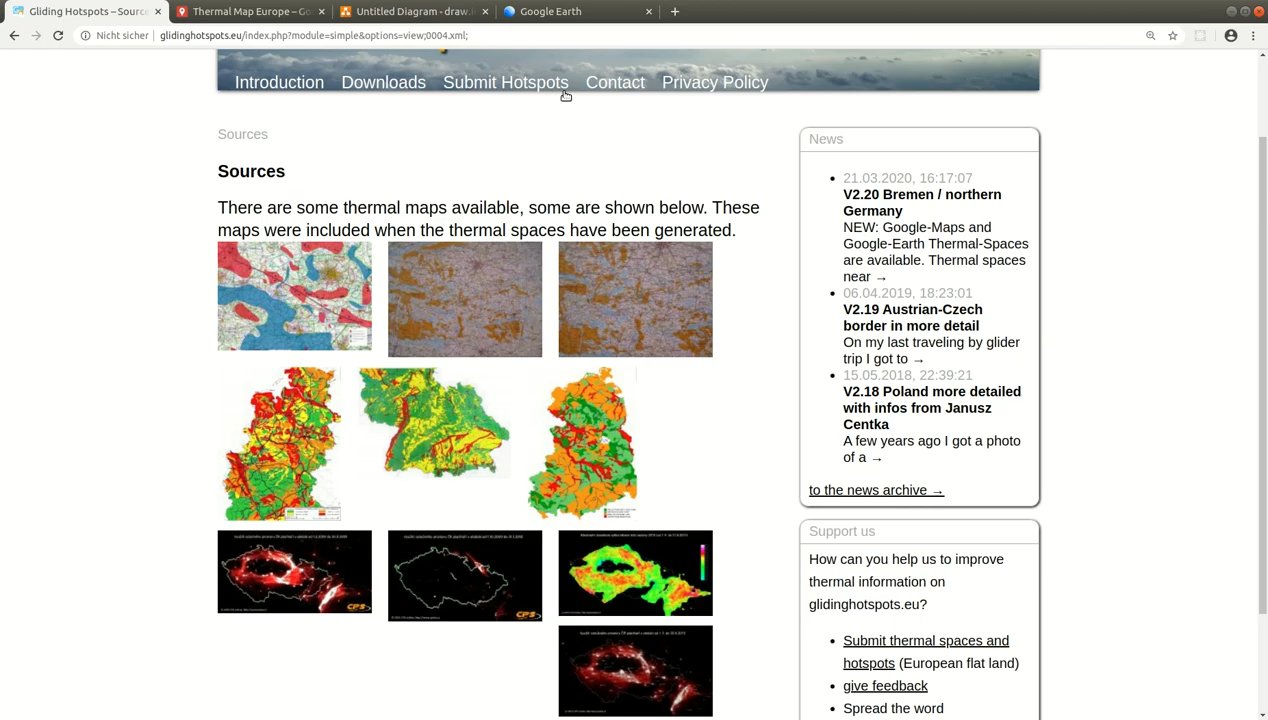 Gliding Hotspots – Source
Thermal Map Europe – Go
Untitled Diagram - draw.i
Google Earth
Nicht sicher
glidinghotspots.eu/index.php?module=simple&options=view;0004.xml;
Introduction Downloads Submit Hotspots Contact Privacy Policy
Sources
Sources
There are some thermal maps available, some are shown below. These
maps were included when the thermal spaces have been generated.
CPS
CPS
News
21.03.2020, 16:17:07
V2.20 Bremen / northern
Germany
NEW: Google-Maps and
Google-Earth Thermal-Spaces
are available. Thermal spaces
near →
06.04.2019, 18:23:01
V2.19 Austrian-Czech
border in more detail
On my last traveling by glider
trip I got to →
15.05.2018, 22:39:21
V2.18 Poland more detailed
with infos from Janusz
Centka
A few years ago I got a photo
of a →
to the news archive →
Support us
How can you help us to improve
thermal information on
glidinghotspots.eu?
Submit thermal spaces and
hotspots (European flat land)
give feedback
Spread the word